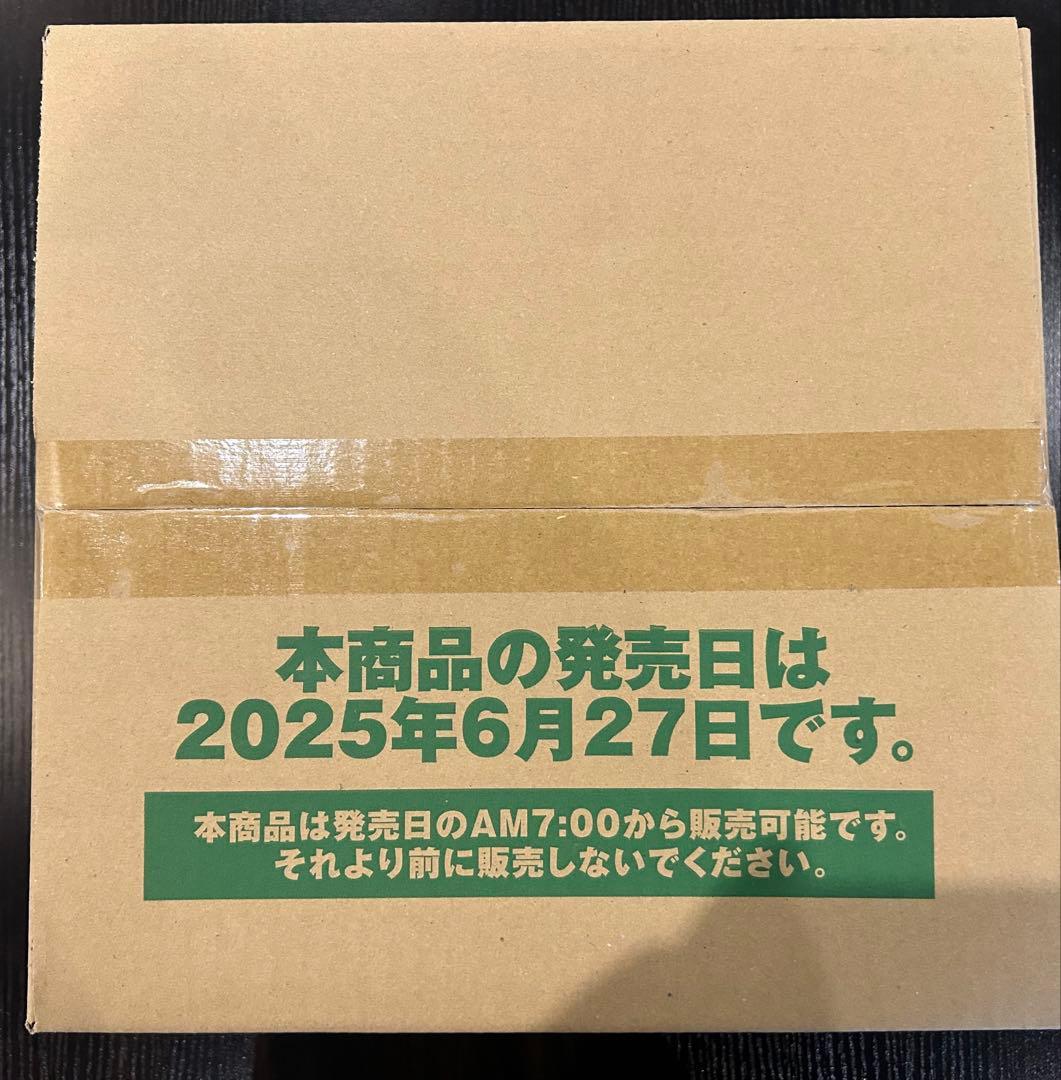 本商品の発売日は
2025年6月27日です。
本商品は発売日のAM7:00から販売可能です。
それより前に販売しないでください。